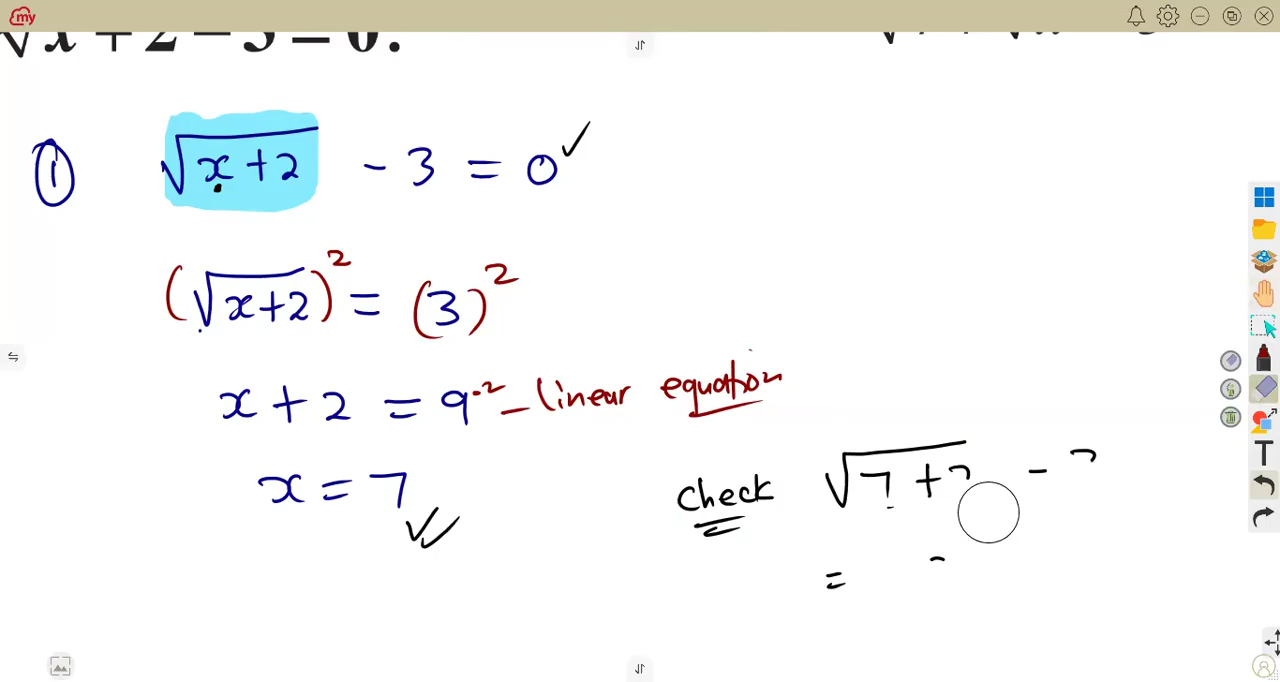 my
√x + 2 − 3 = 0.
① √x+2 - 3 = 0 ✓
(√x+2)² = (3)²
x + 2 = 9 -2 – linear equation
x = 7 ✓✓
check √7+
=
T